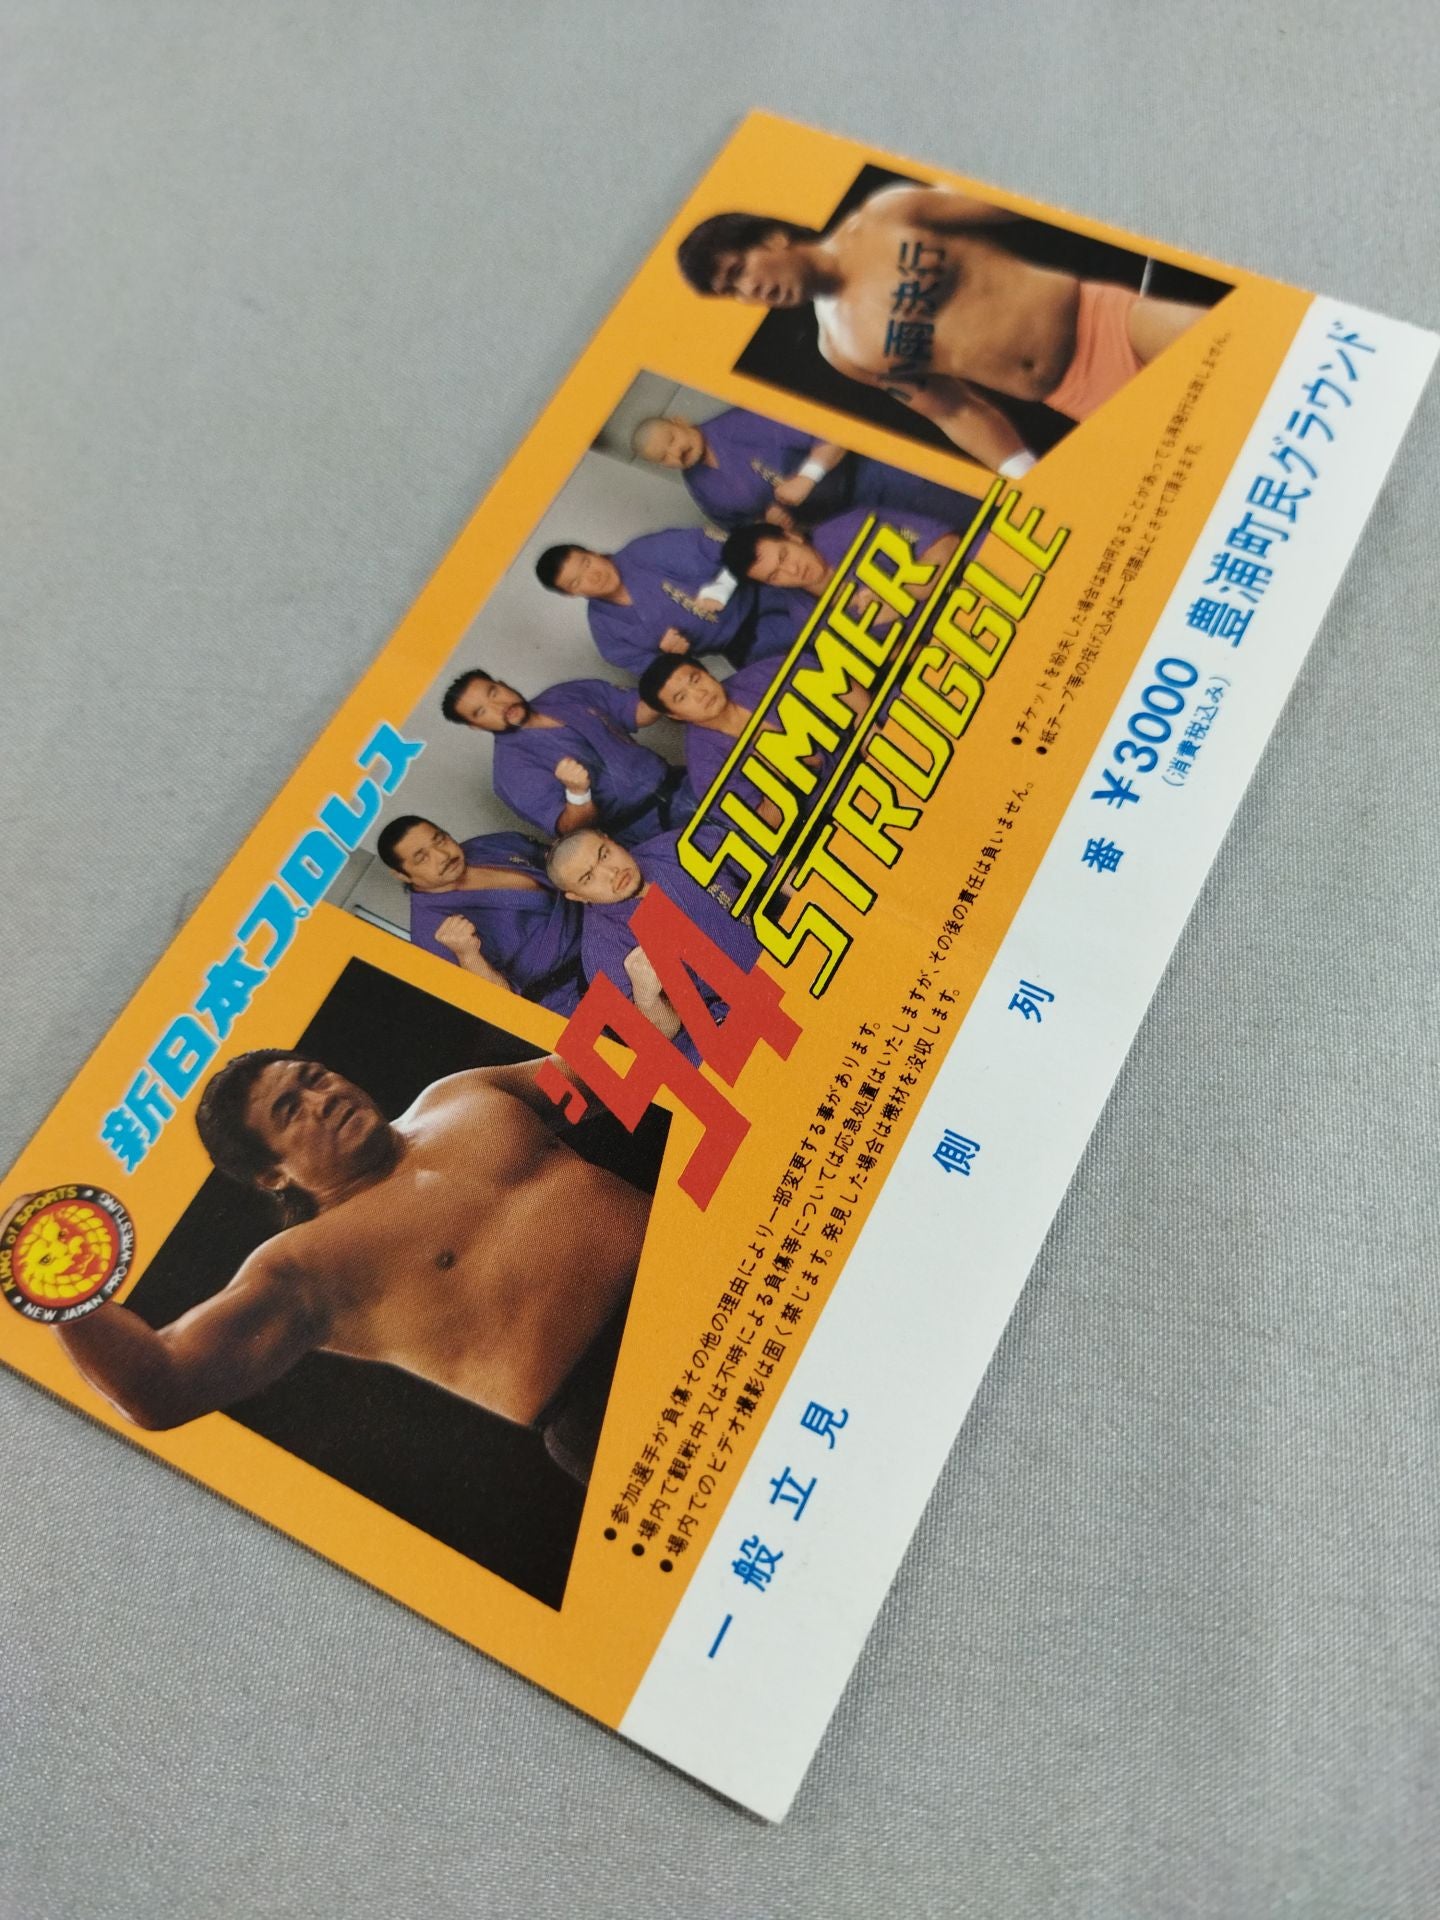 新日本プロレス
KING of SPORTS
NEW JAPAN PRO-WRESTLING
'94
SUMMER
STRUGGLE
小雨決行
●参加選手が負傷その他の理由により一部変更する事があります。
●場内で観戦中又は不時による負傷等については応急処置はいたしますが、その後の責任は負いません。
●場内でのビデオ撮影は固く禁じます。発見した場合は機材を没収します。
●チケットを紛失した場合は如何なることがあっても再発行は致しません。
●紙テープ等の投げ込みは一切禁止とさせて頂きます。
一般立見 側 列 番 ¥3000 豊浦町民グラウンド
(消費税込み)